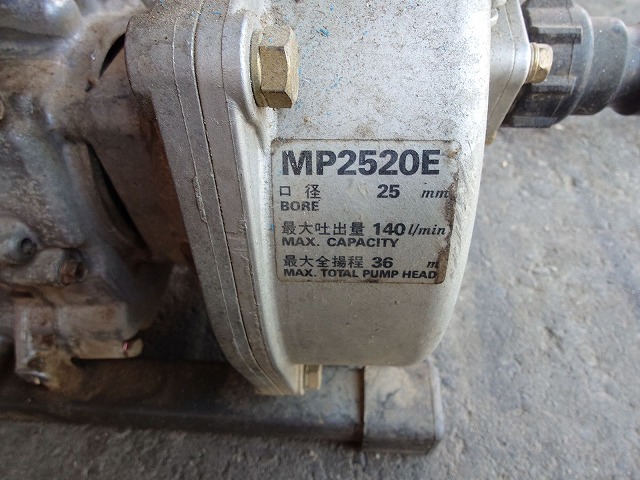 MP2520E
口径 25 mm
BORE
最大吐出量 140 l/min
MAX. CAPACITY
最大全揚程 36 m
MAX. TOTAL PUMP HEAD